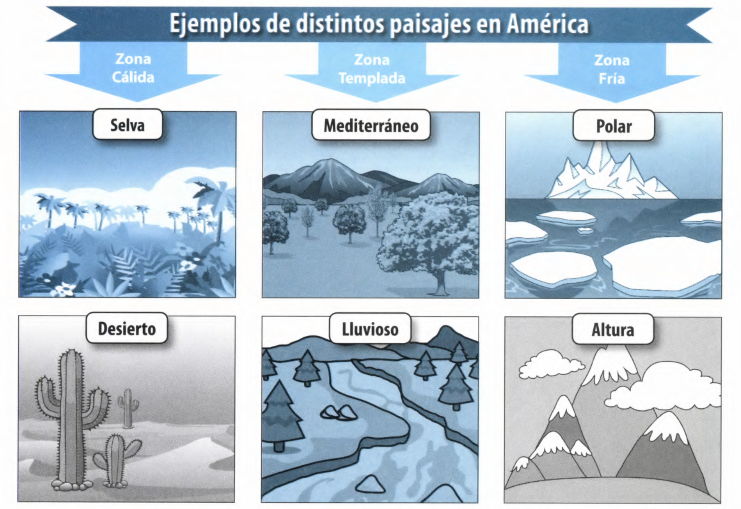 Ejemplos de distintos paisajes en América
Zona
Cálida
Zona
Templada
Zona
Fría
Selva
Mediterráneo
Polar
Desierto
Lluvioso
Altura